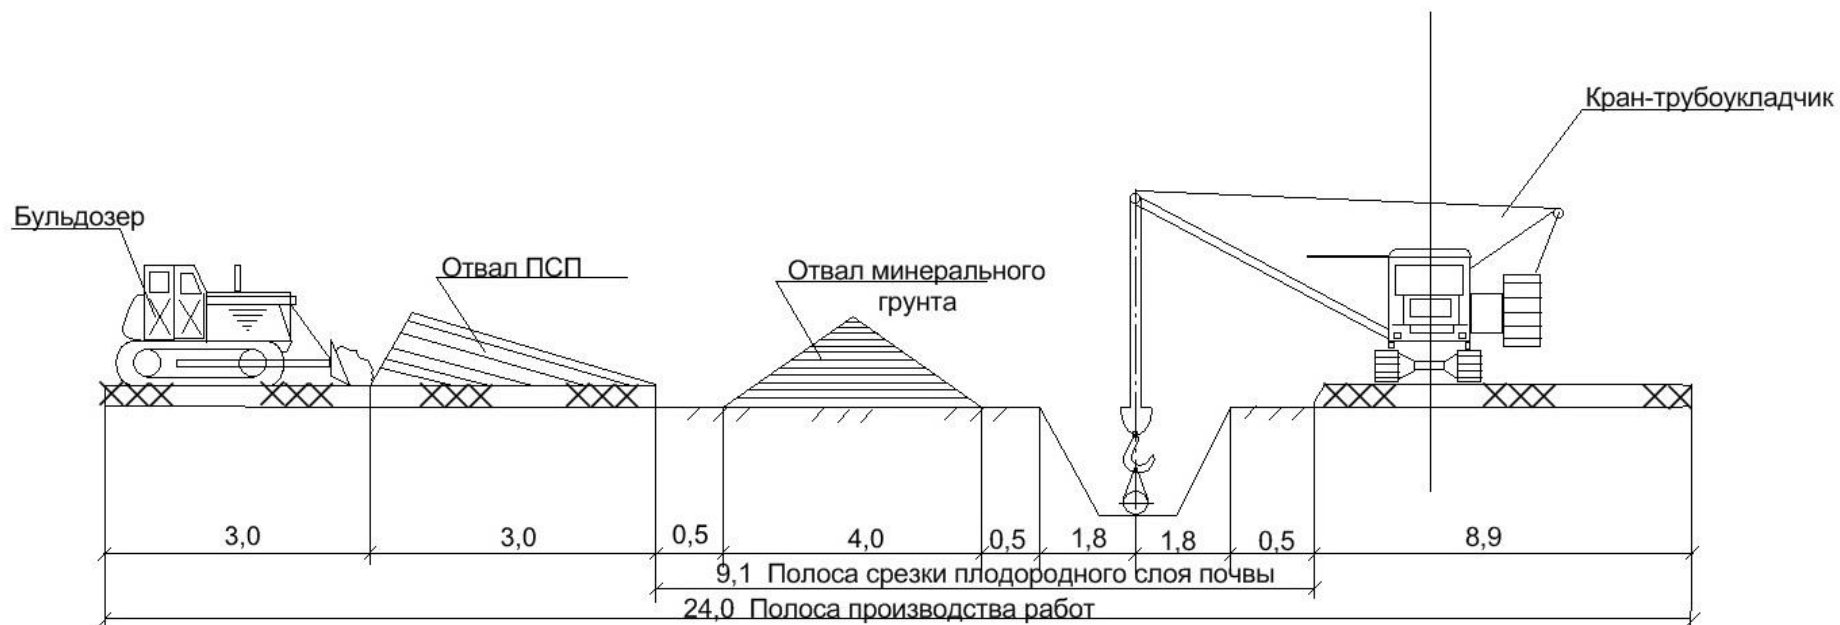 Кран-трубоукладчик
Бульдозер
Отвал ПСП
Отвал минерального
грунта
3,0
3,0
0,5
4,0
0,5
1,8
1,8
0,5
8,9
9,1 Полоса срезки плодородного слоя почвы
24,0 Полоса производства работ